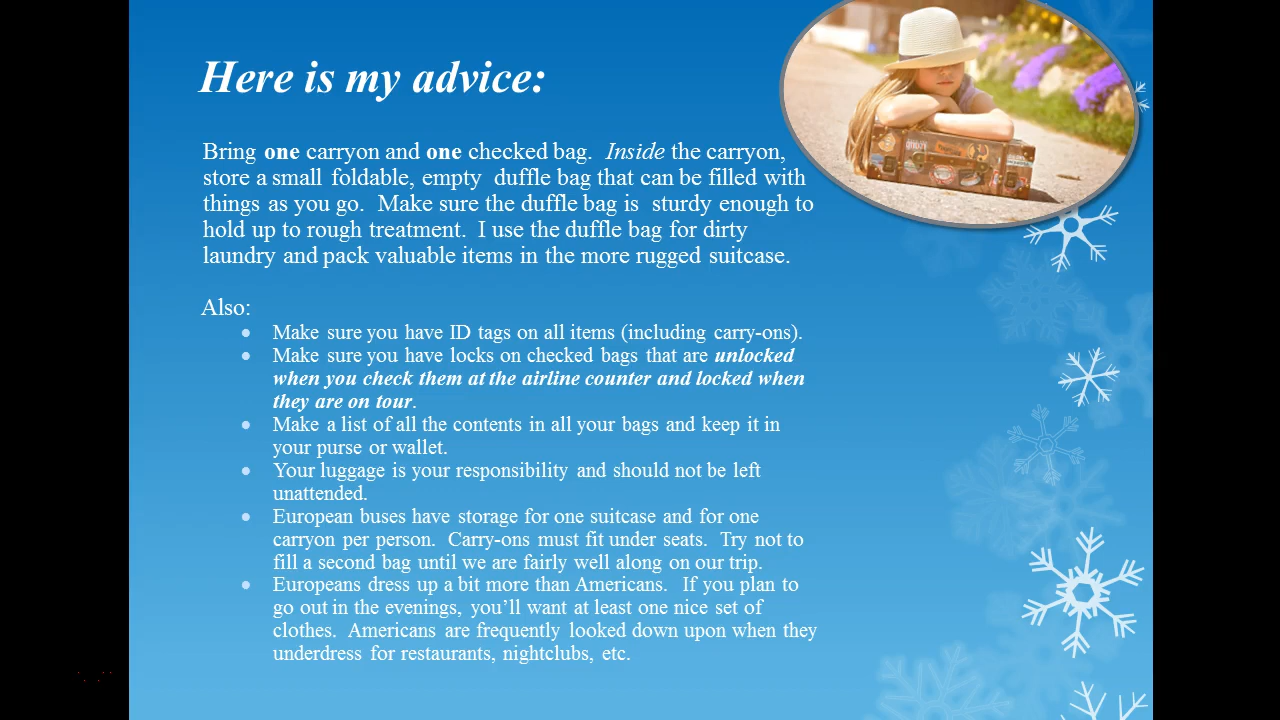 Here is my advice:
Bring one carryon and one checked bag.  Inside the carryon,
store a small foldable, empty  duffle bag that can be filled with
things as you go.  Make sure the duffle bag is  sturdy enough to
hold up to rough treatment.  I use the duffle bag for dirty
laundry and pack valuable items in the more rugged suitcase.
Also:
● Make sure you have ID tags on all items (including carry-ons).
● Make sure you have locks on checked bags that are unlocked
when you check them at the airline counter and locked when
they are on tour.
● Make a list of all the contents in all your bags and keep it in
your purse or wallet.
● Your luggage is your responsibility and should not be left
unattended.
● European buses have storage for one suitcase and for one
carryon per person.  Carry-ons must fit under seats.  Try not to
fill a second bag until we are fairly well along on our trip.
● Europeans dress up a bit more than Americans.  If you plan to
go out in the evenings, you’ll want at least one nice set of
clothes.  Americans are frequently looked down upon when they
underdress for restaurants, nightclubs, etc.